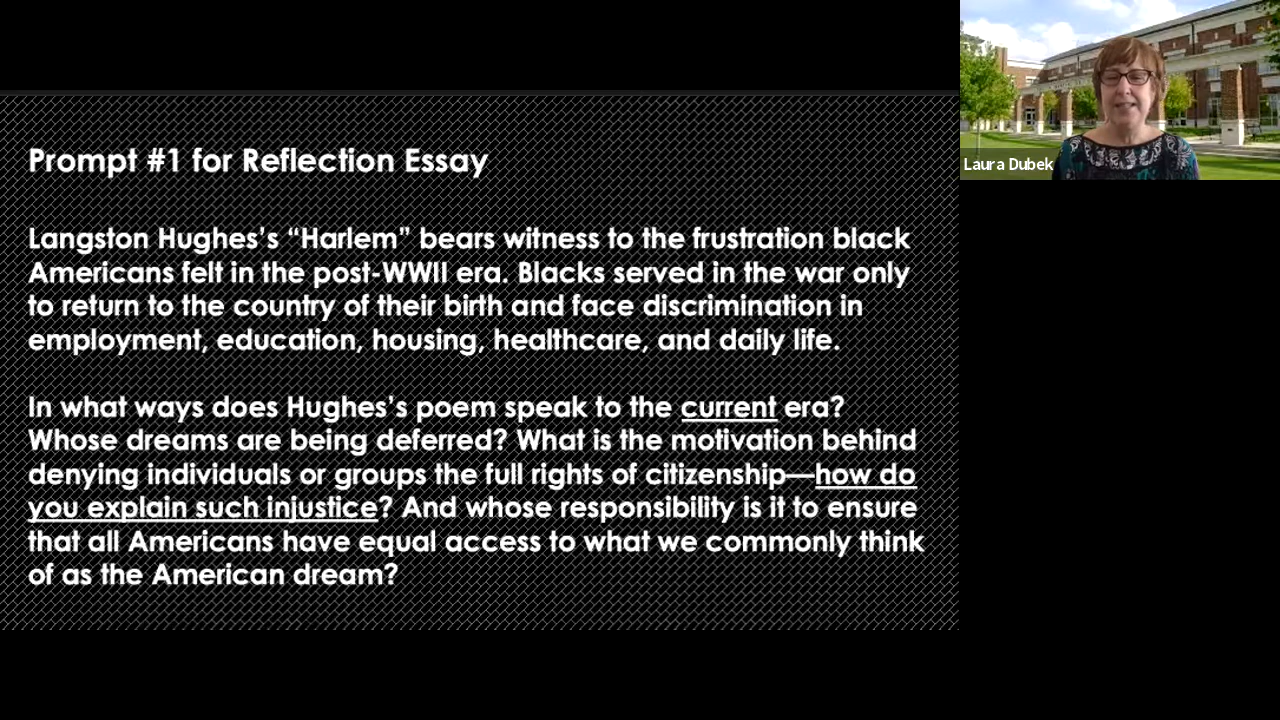 Prompt #1 for Reflection Essay
Langston Hughes’s “Harlem” bears witness to the frustration black
Americans felt in the post-WWII era. Blacks served in the war only
to return to the country of their birth and face discrimination in
employment, education, housing, healthcare, and daily life.
In what ways does Hughes’s poem speak to the current era?
Whose dreams are being deferred? What is the motivation behind
denying individuals or groups the full rights of citizenship—how do
you explain such injustice? And whose responsibility is it to ensure
that all Americans have equal access to what we commonly think
of as the American dream?
Laura Dubek